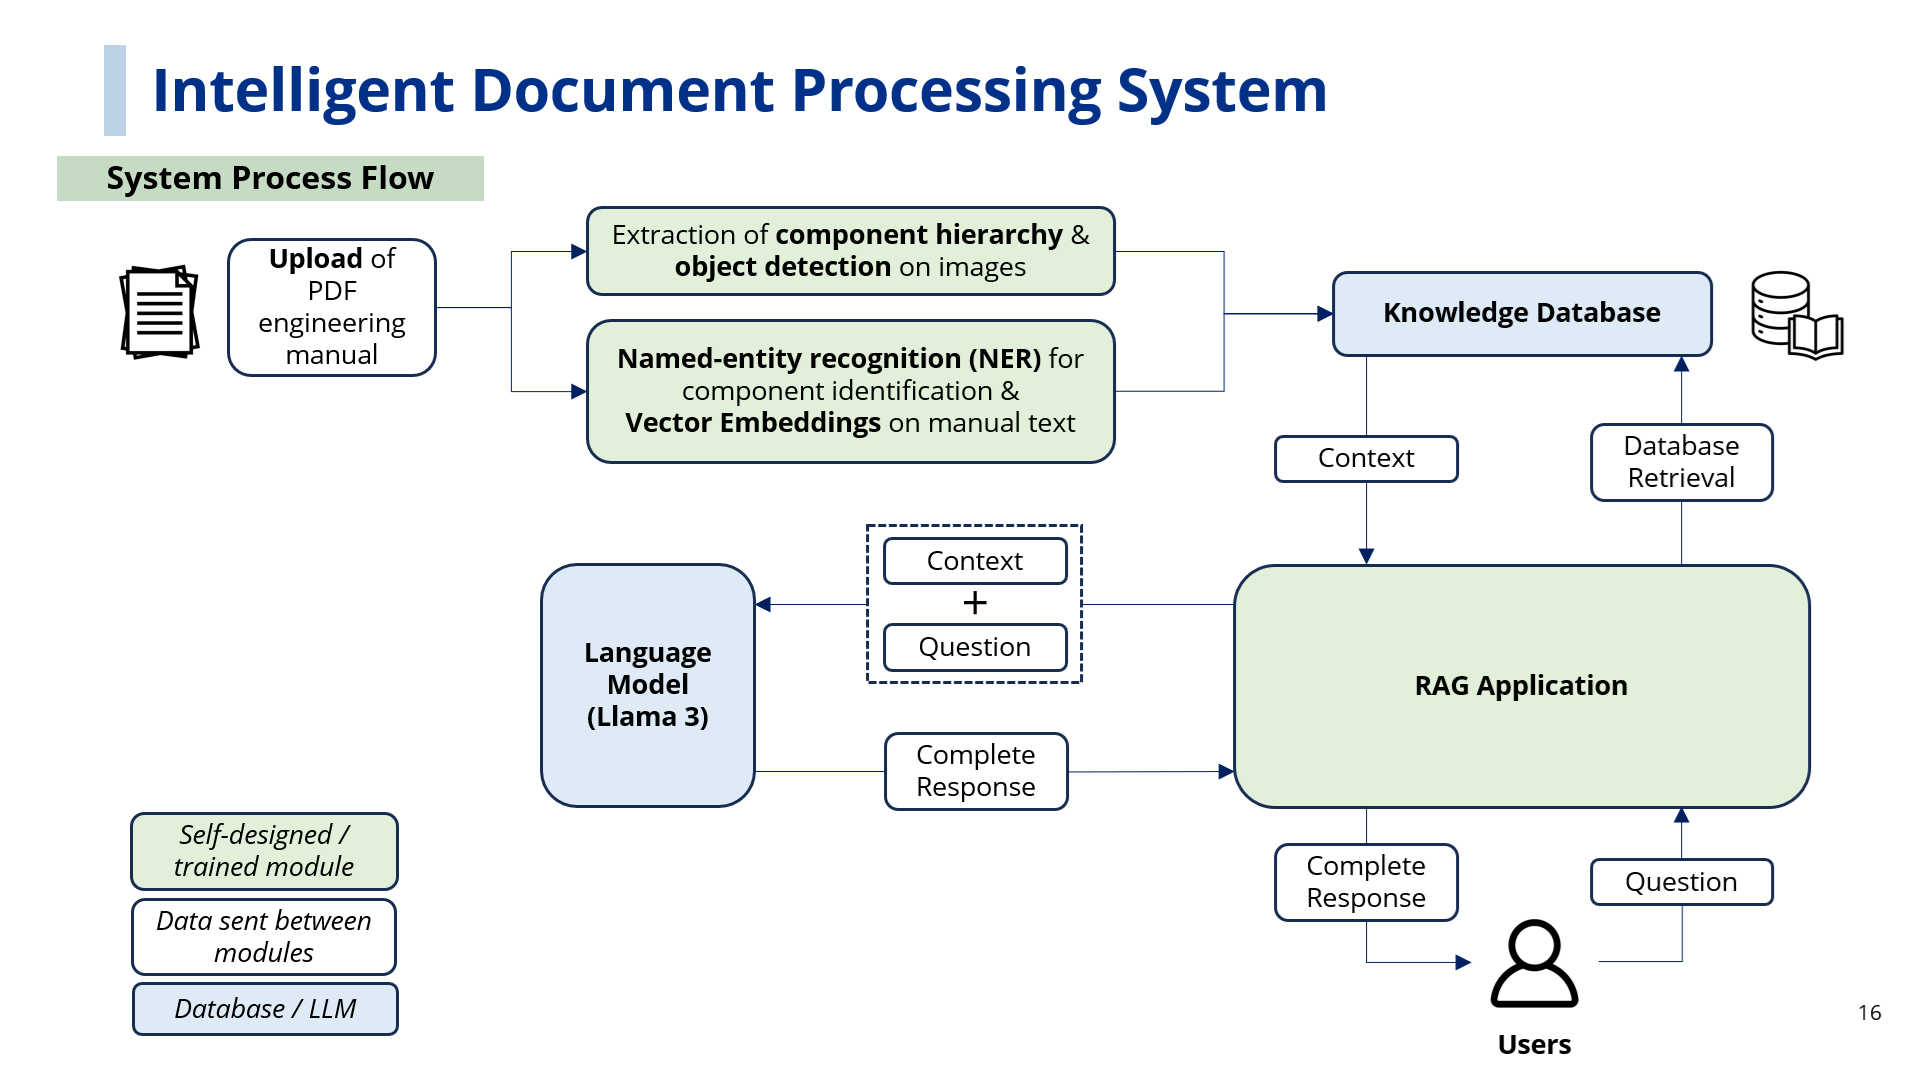 Intelligent Document Processing System
System Process Flow
Upload of
PDF
engineering
manual
Extraction of component hierarchy &
object detection on images
Named-entity recognition (NER) for
component identification &
Vector Embeddings on manual text
Knowledge Database
Context
Database
Retrieval
Context
+
Question
Language
Model
(Llama 3)
RAG Application
Complete
Response
Complete
Response
Question
Users
Self-designed /
trained module
Data sent between
modules
Database / LLM
16